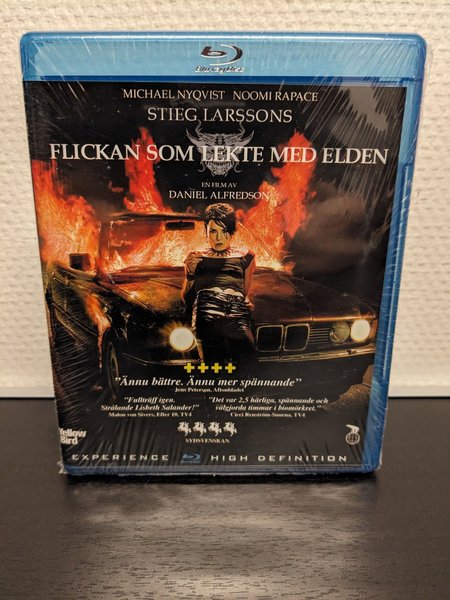 Blu-ray Disc
MICHAEL NYQVIST NOOMI RAPACE
STIEG LARSSONS
FLICKAN SOM LEKTE MED ELDEN
EN FILM AV
DANIEL ALFREDSON
"Ännu bättre. Ännu mer spännande"
Jens Peterson, Aftonbladet
"Fullträff igen.
Strålande Lisbeth Salander!"
Malou von Sivers, Efter 10, TV4
"Det var 2,5 härliga, spännande och
välgjorda timmar i biomörkret."
Cicci Renström-Suurna, TV4
SYDSVENSKAN
Yellow
Bird
EXPERIENCE HIGH DEFINITION